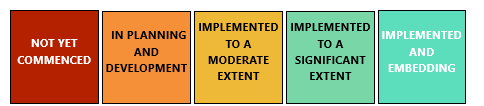 NOT YET
COMMENCED
IN PLANNING
AND
DEVELOPMENT
IMPLEMENTED
TO A
MODERATE
EXTENT
IMPLEMENTED
TO A
SIGNIFICANT
EXTENT
IMPLEMENTED
AND
EMBEDDING